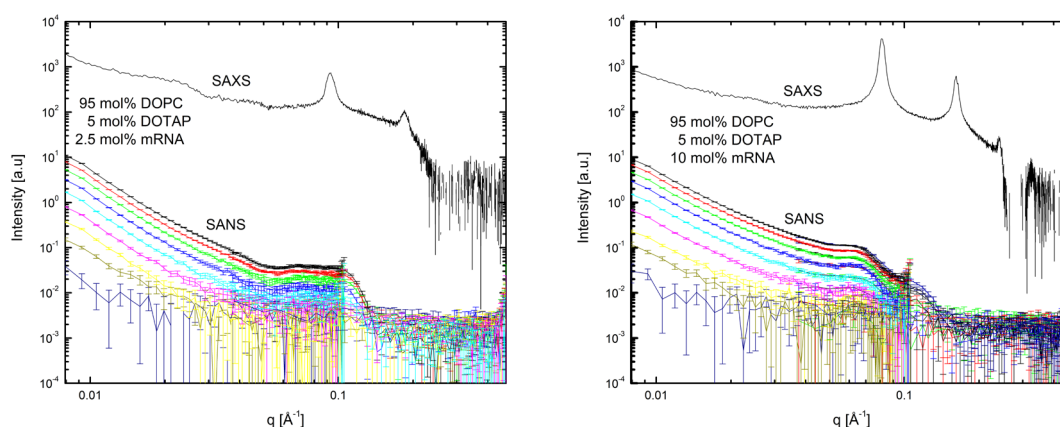 10⁴
10³
10²
10¹
10⁰
10⁻¹
10⁻²
10⁻³
10⁻⁴
Intensity [a.u]
SAXS
95 mol% DOPC
5 mol% DOTAP
2.5 mol% mRNA
SANS
0.01
0.1
q [Å⁻¹]
10⁴
10³
10²
10¹
10⁰
10⁻¹
10⁻²
10⁻³
10⁻⁴
Intensity [a.u.]
SAXS
95 mol% DOPC
5 mol% DOTAP
10 mol% mRNA
SANS
0.01
0.1
q [Å⁻¹]